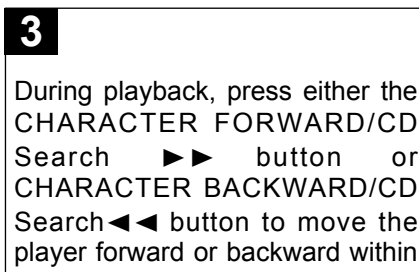 3
During playback, press either the
CHARACTER FORWARD/CD
Search ►► button or
CHARACTER BACKWARD/CD
Search◄◄ button to move the
player forward or backward within